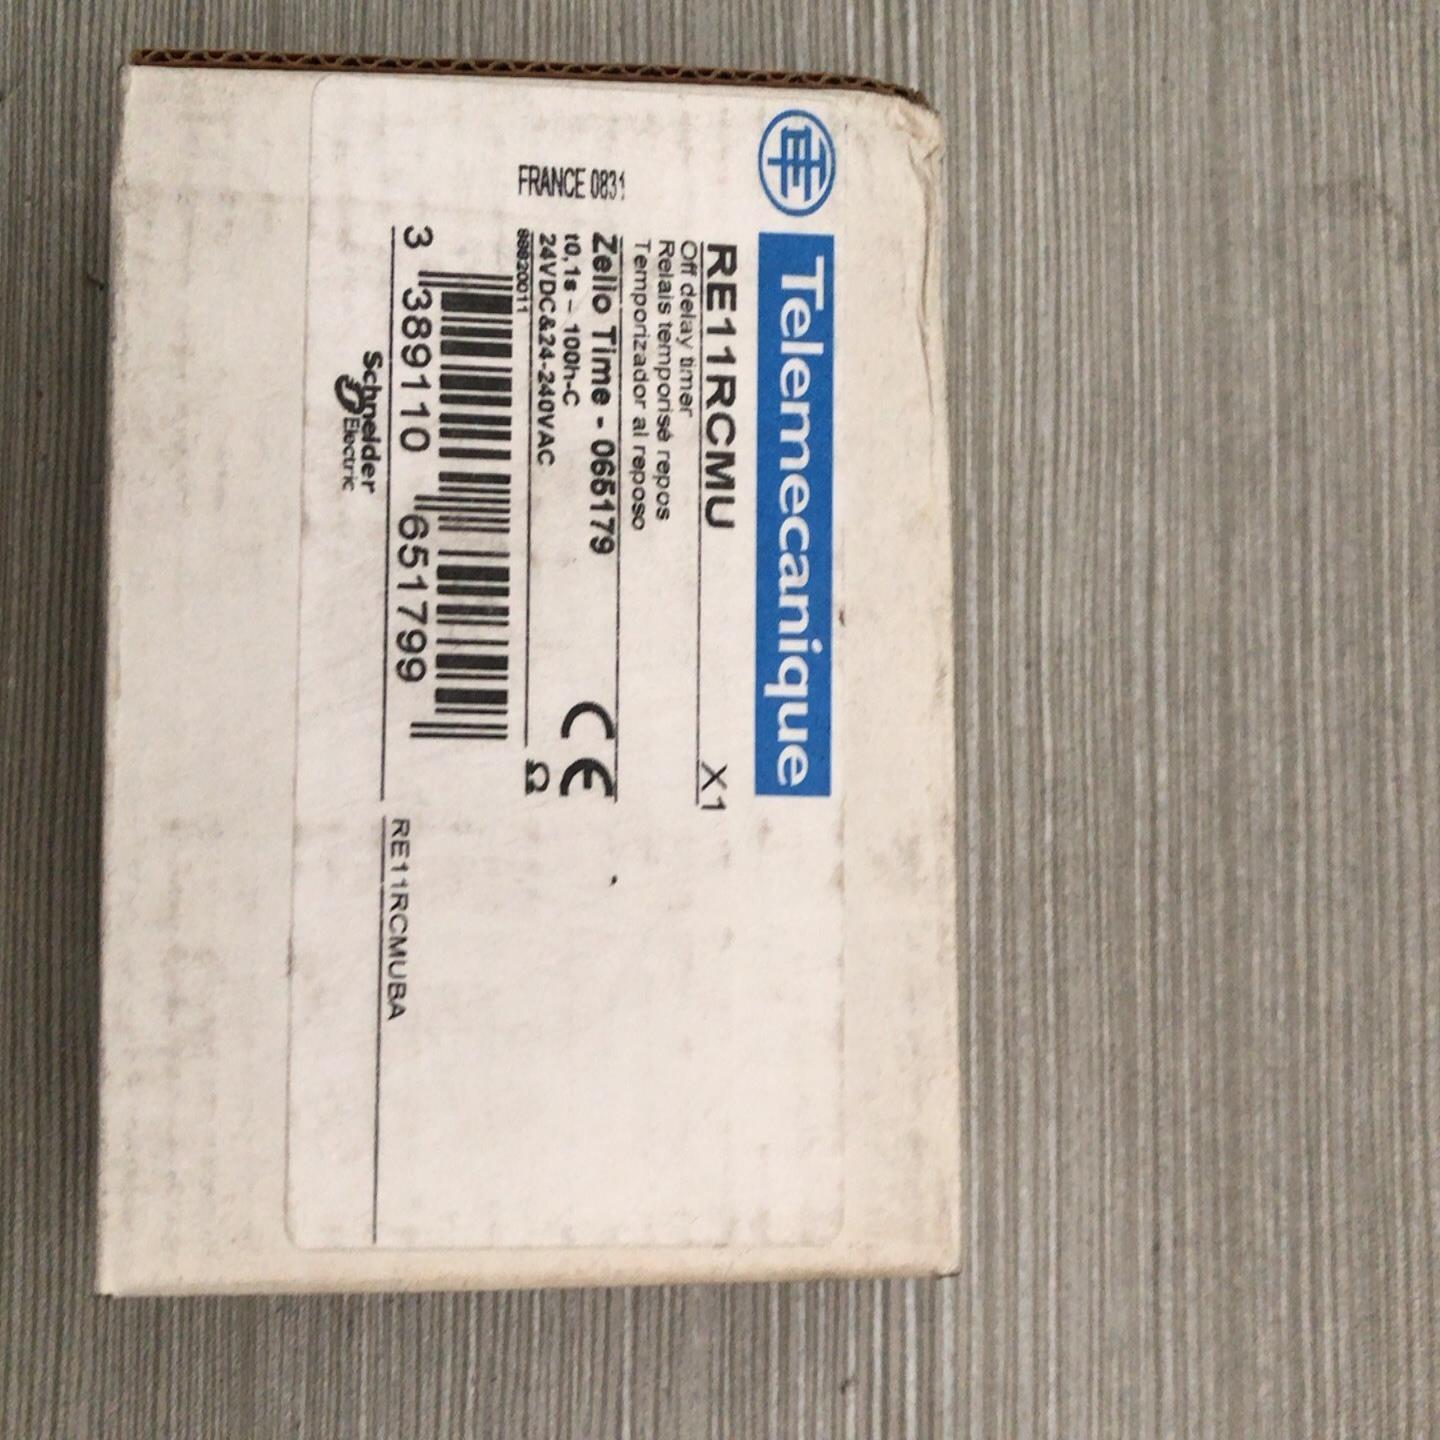 Telemecanique
RE11RCMU X1
Off delay timer
Relais temporisé repos
Temporizador al reposo
FRANCE 0831
Zelio Time - 065179
t0,1s - 100h-C
24VDC&24-240VAC
CE
Ω
3 389110 651799
Schneider
Electric
RE11RCMUBA